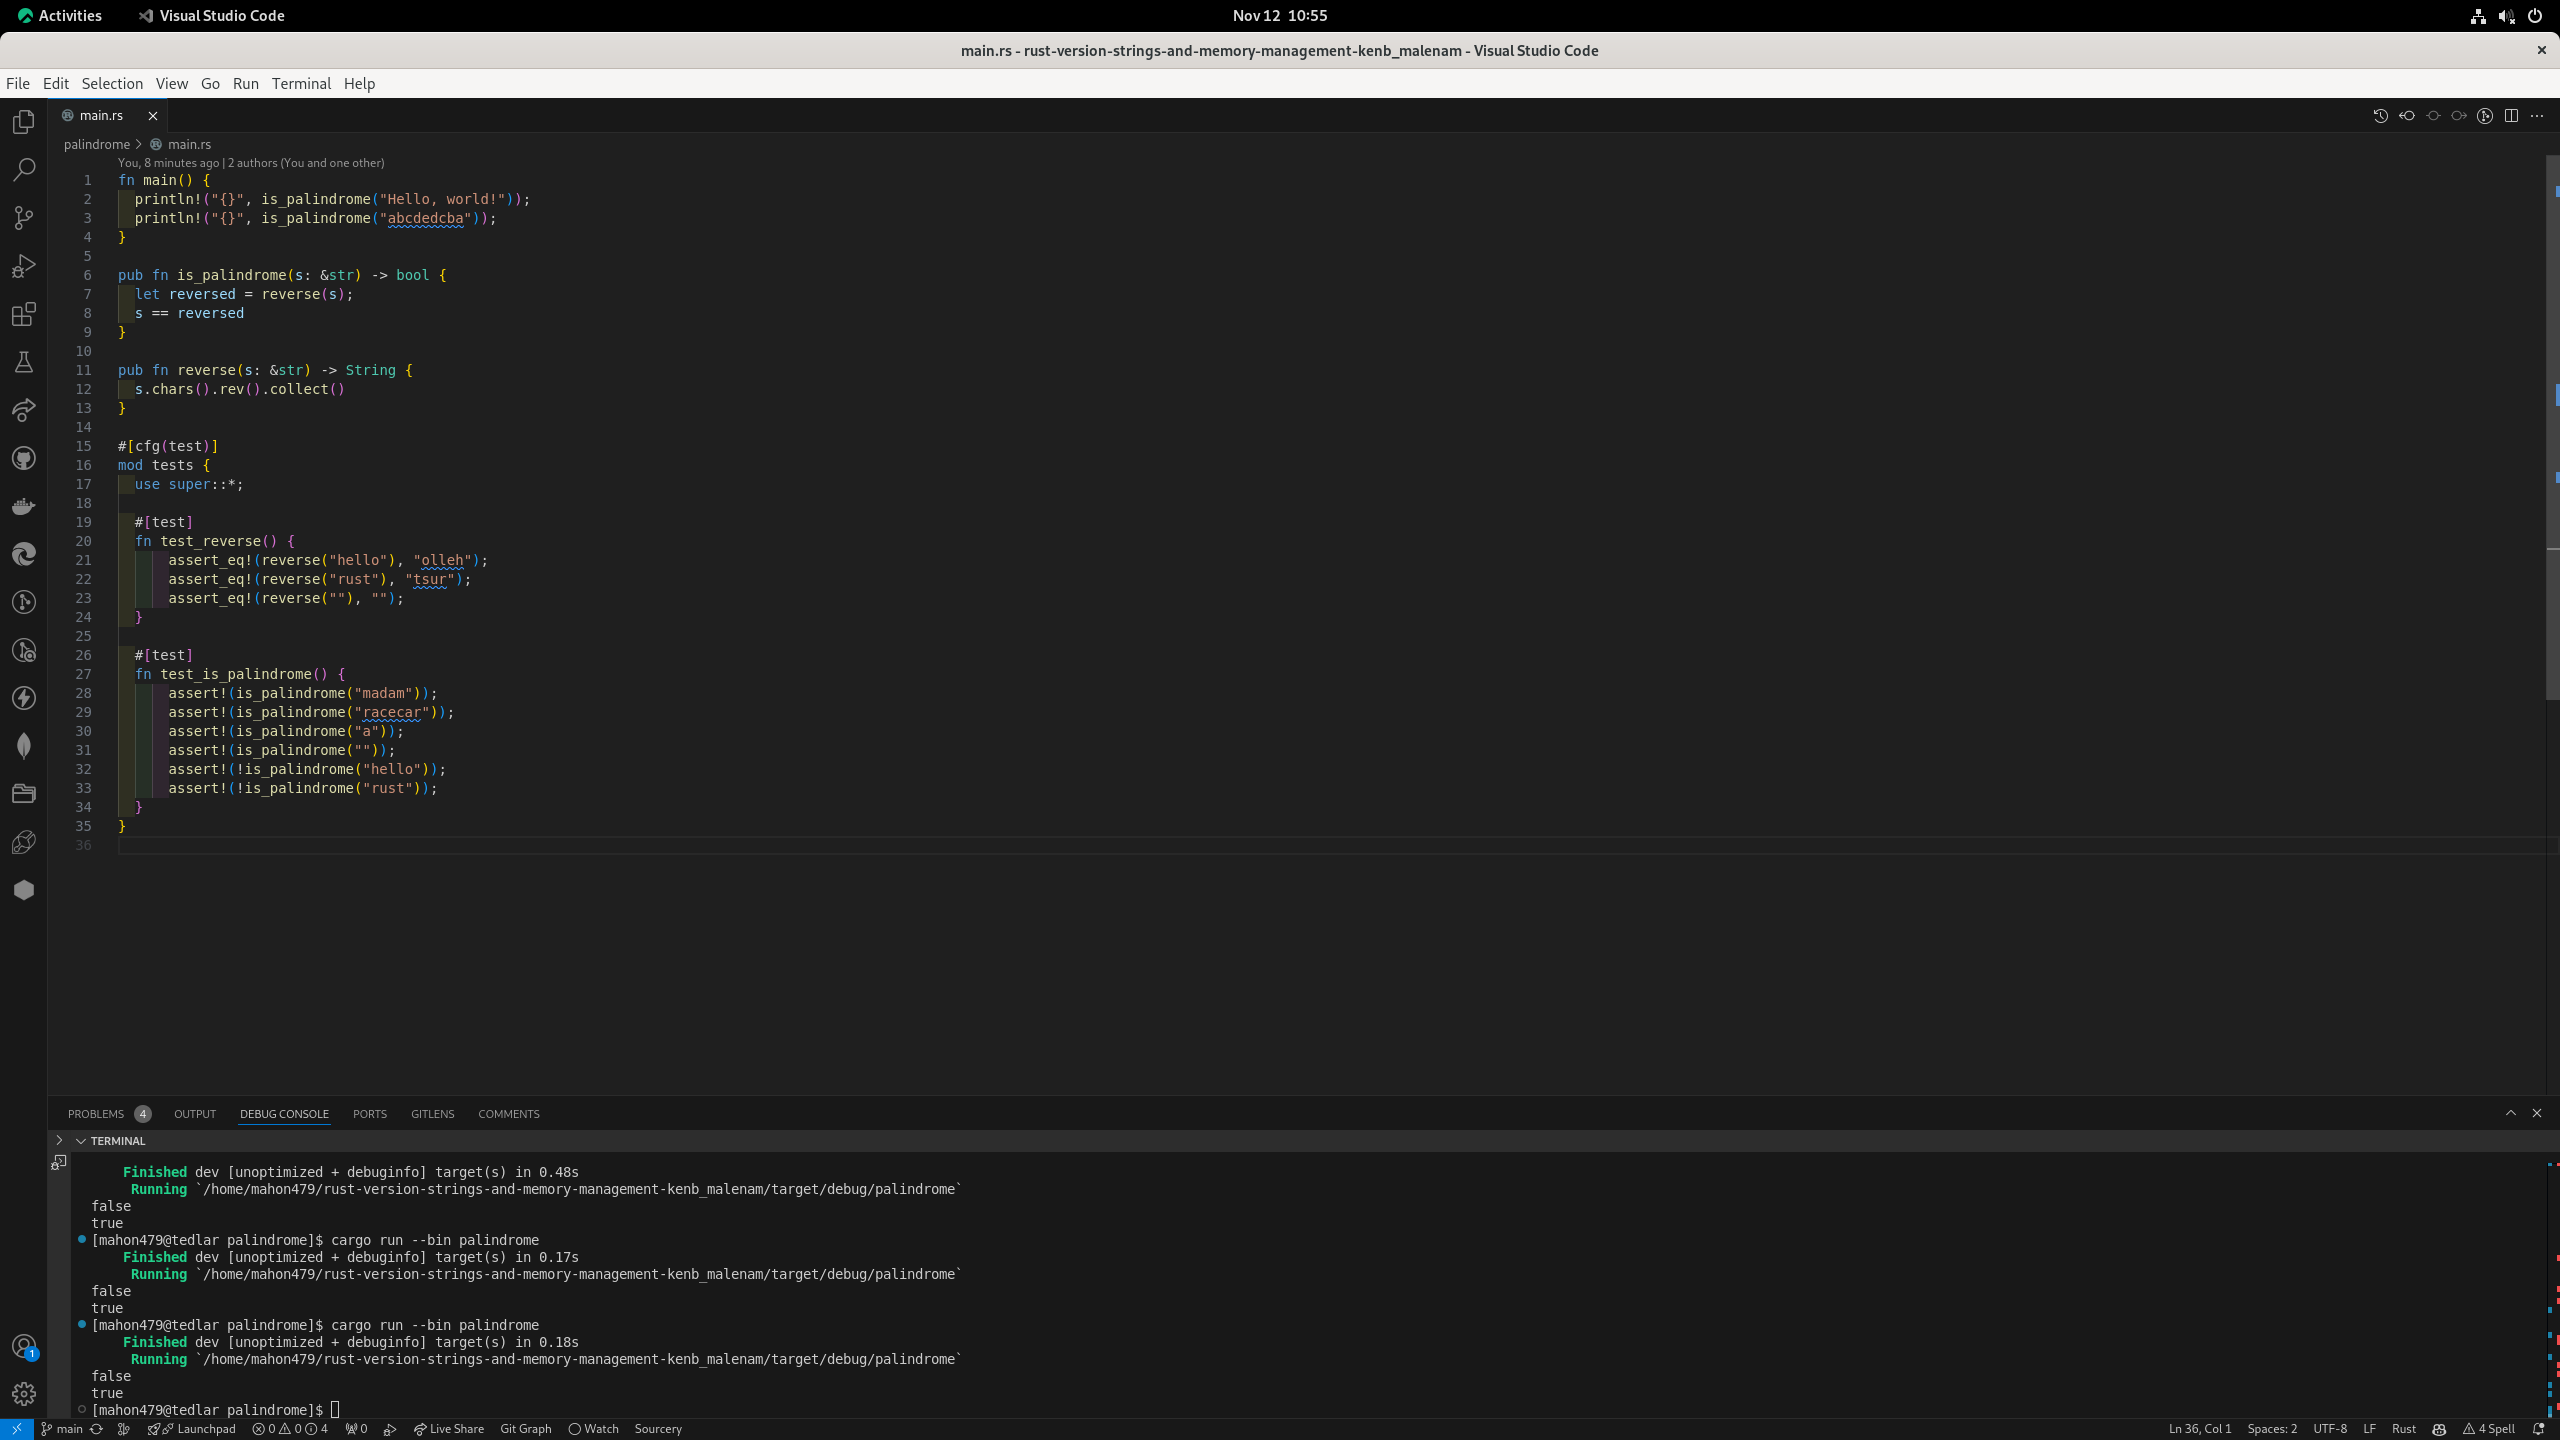 Activities Visual Studio Code Nov 12 10:55
main.rs - rust-version-strings-and-memory-management-kenb_malenam - Visual Studio Code
File Edit Selection View Go Run Terminal Help
main.rs
palindrome > main.rs
You, 8 minutes ago | 2 authors (You and one other)
1 fn main() {
2   println!("{}", is_palindrome("Hello, world!"));
3   println!("{}", is_palindrome("abcdedcba"));
4 }
5
6 pub fn is_palindrome(s: &str) -> bool {
7   let reversed = reverse(s);
8   s == reversed
9 }
10
11 pub fn reverse(s: &str) -> String {
12   s.chars().rev().collect()
13 }
14
15 #[cfg(test)]
16 mod tests {
17   use super::*;
18
19   #[test]
20   fn test_reverse() {
21       assert_eq!(reverse("hello"), "olleh");
22       assert_eq!(reverse("rust"), "tsur");
23       assert_eq!(reverse(""), "");
24   }
25
26   #[test]
27   fn test_is_palindrome() {
28       assert!(is_palindrome("madam"));
29       assert!(is_palindrome("racecar"));
30       assert!(is_palindrome("a"));
31       assert!(is_palindrome(""));
32       assert!(!is_palindrome("hello"));
33       assert!(!is_palindrome("rust"));
34   }
35 }
36
PROBLEMS 4 OUTPUT DEBUG CONSOLE PORTS GITLENS COMMENTS
TERMINAL
    Finished dev [unoptimized + debuginfo] target(s) in 0.48s
     Running `/home/mahon479/rust-version-strings-and-memory-management-kenb_malenam/target/debug/palindrome`
false
true
[mahon479@tedlar palindrome]$ cargo run --bin palindrome
    Finished dev [unoptimized + debuginfo] target(s) in 0.17s
     Running `/home/mahon479/rust-version-strings-and-memory-management-kenb_malenam/target/debug/palindrome`
false
true
[mahon479@tedlar palindrome]$ cargo run --bin palindrome
    Finished dev [unoptimized + debuginfo] target(s) in 0.18s
     Running `/home/mahon479/rust-version-strings-and-memory-management-kenb_malenam/target/debug/palindrome`
false
true
[mahon479@tedlar palindrome]$
1
main Launchpad 0 0 4 0 Live Share Git Graph Watch Sourcery Ln 36, Col 1 Spaces: 2 UTF-8 LF Rust 4 Spell